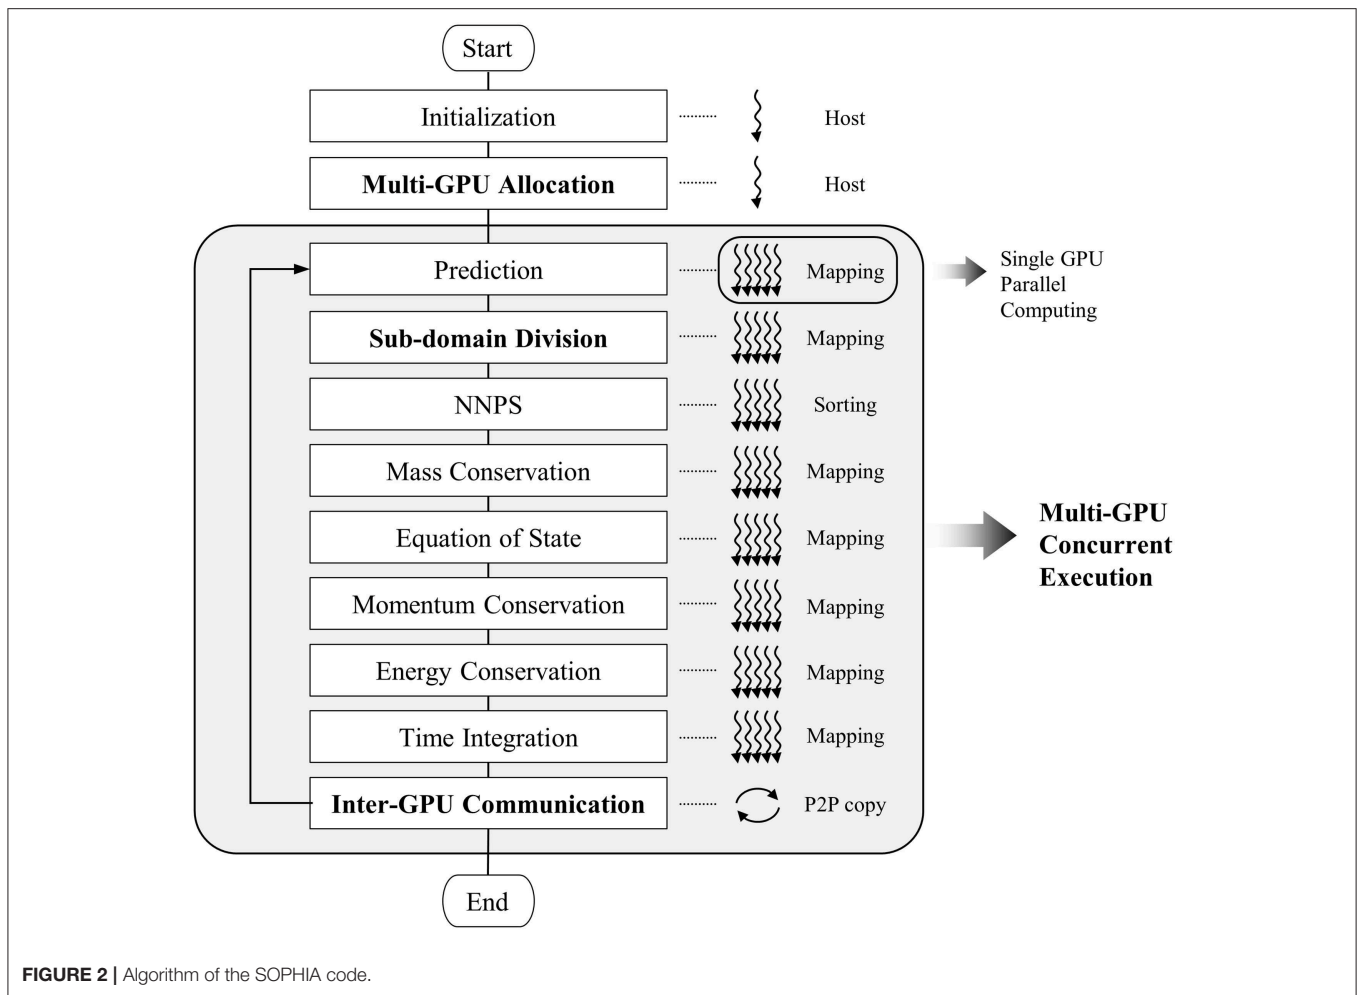 Start
Initialization
Host
Multi-GPU Allocation
Host
Prediction
Mapping
Single GPU
Parallel
Computing
Sub-domain Division
Mapping
NNPS
Sorting
Mass Conservation
Mapping
Equation of State
Mapping
Multi-GPU
Concurrent
Execution
Momentum Conservation
Mapping
Energy Conservation
Mapping
Time Integration
Mapping
Inter-GPU Communication
P2P copy
End
FIGURE 2 | Algorithm of the SOPHIA code.